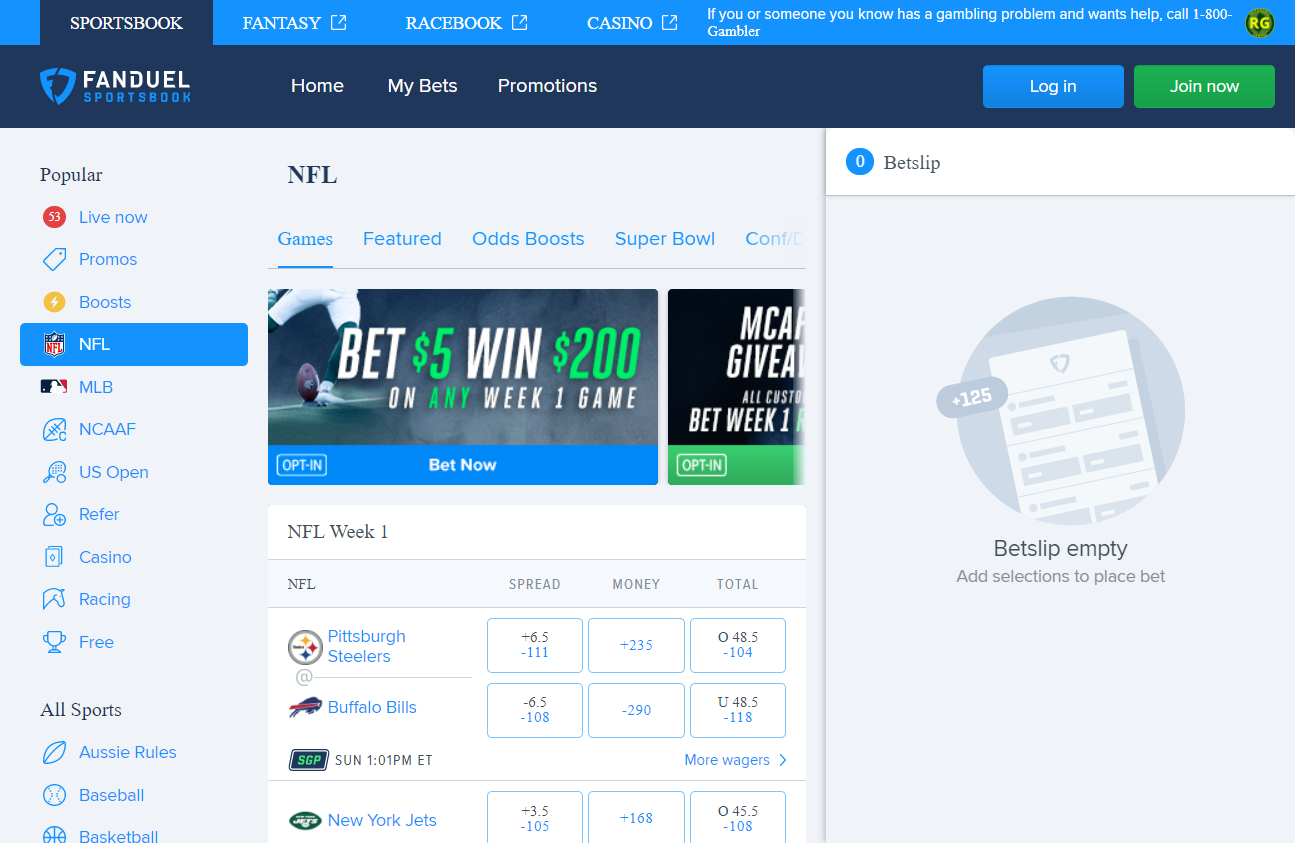 SPORTSBOOK
FANTASY
RACEBOOK
CASINO
If you or someone you know has a gambling problem and wants help, call 1-800-
Gambler
RG
FANDUEL
SPORTSBOOK
Home
My Bets
Promotions
Log in
Join now
Popular
53
Live now
Promos
Boosts
NFL
NFL
MLB
NCAAF
US Open
Refer
Casino
Racing
Free
All Sports
Aussie Rules
Baseball
Basketball
NFL
Games
Featured
Odds Boosts
Super Bowl
Conf/D
BET $5 WIN $200
ON ANY WEEK 1 GAME
OPT-IN
Bet Now
MCAF
GIVEA
ALL CUSTO
BET WEEK 1 R
OPT-IN
NFL Week 1
NFL
SPREAD
MONEY
TOTAL
Pittsburgh
Steelers
+6.5
-111
+235
O 48.5
-104
@
Buffalo Bills
-6.5
-108
-290
U 48.5
-118
SGP
SUN 1:01PM ET
More wagers
JETS
New York Jets
+3.5
-105
+168
O 45.5
-108
0
Betslip
+125
Betslip empty
Add selections to place bet